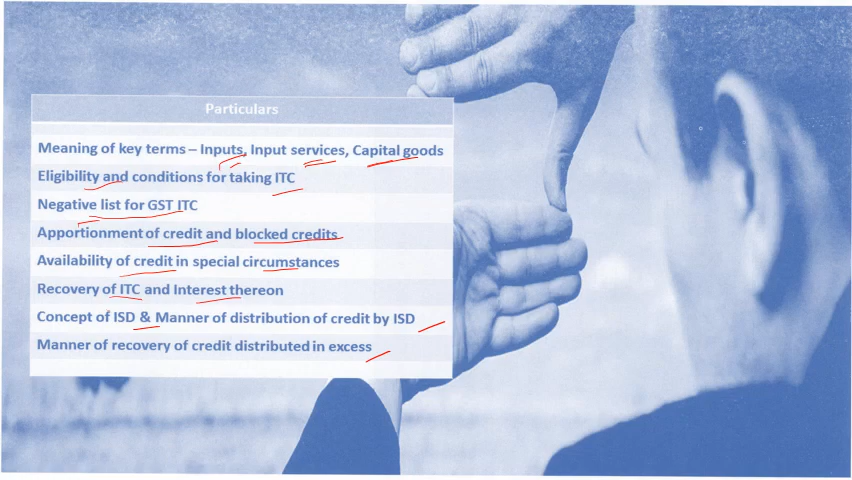 Particulars
Meaning of key terms – Inputs, Input services, Capital goods
Eligibility and conditions for taking ITC
Negative list for GST ITC
Apportionment of credit and blocked credits
Availability of credit in special circumstances
Recovery of ITC and Interest thereon
Concept of ISD & Manner of distribution of credit by ISD
Manner of recovery of credit distributed in excess